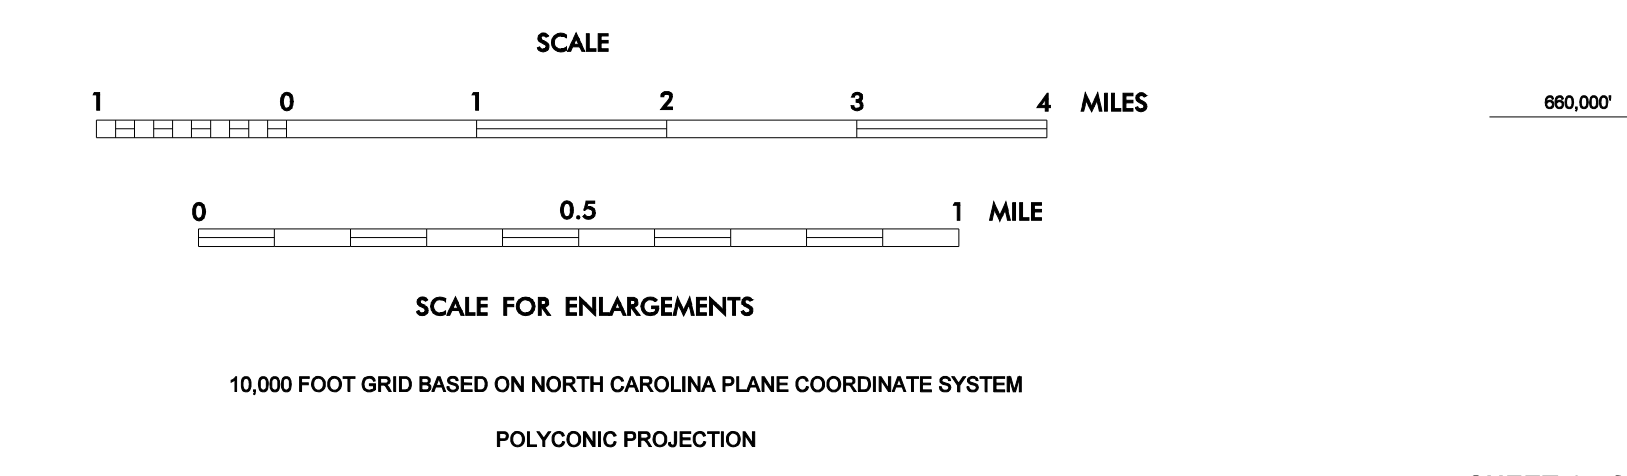 SCALE
1 0 1 2 3 4 MILES
660,000'
0 0.5 1 MILE
SCALE FOR ENLARGEMENTS
10,000 FOOT GRID BASED ON NORTH CAROLINA PLANE COORDINATE SYSTEM
POLYCONIC PROJECTION